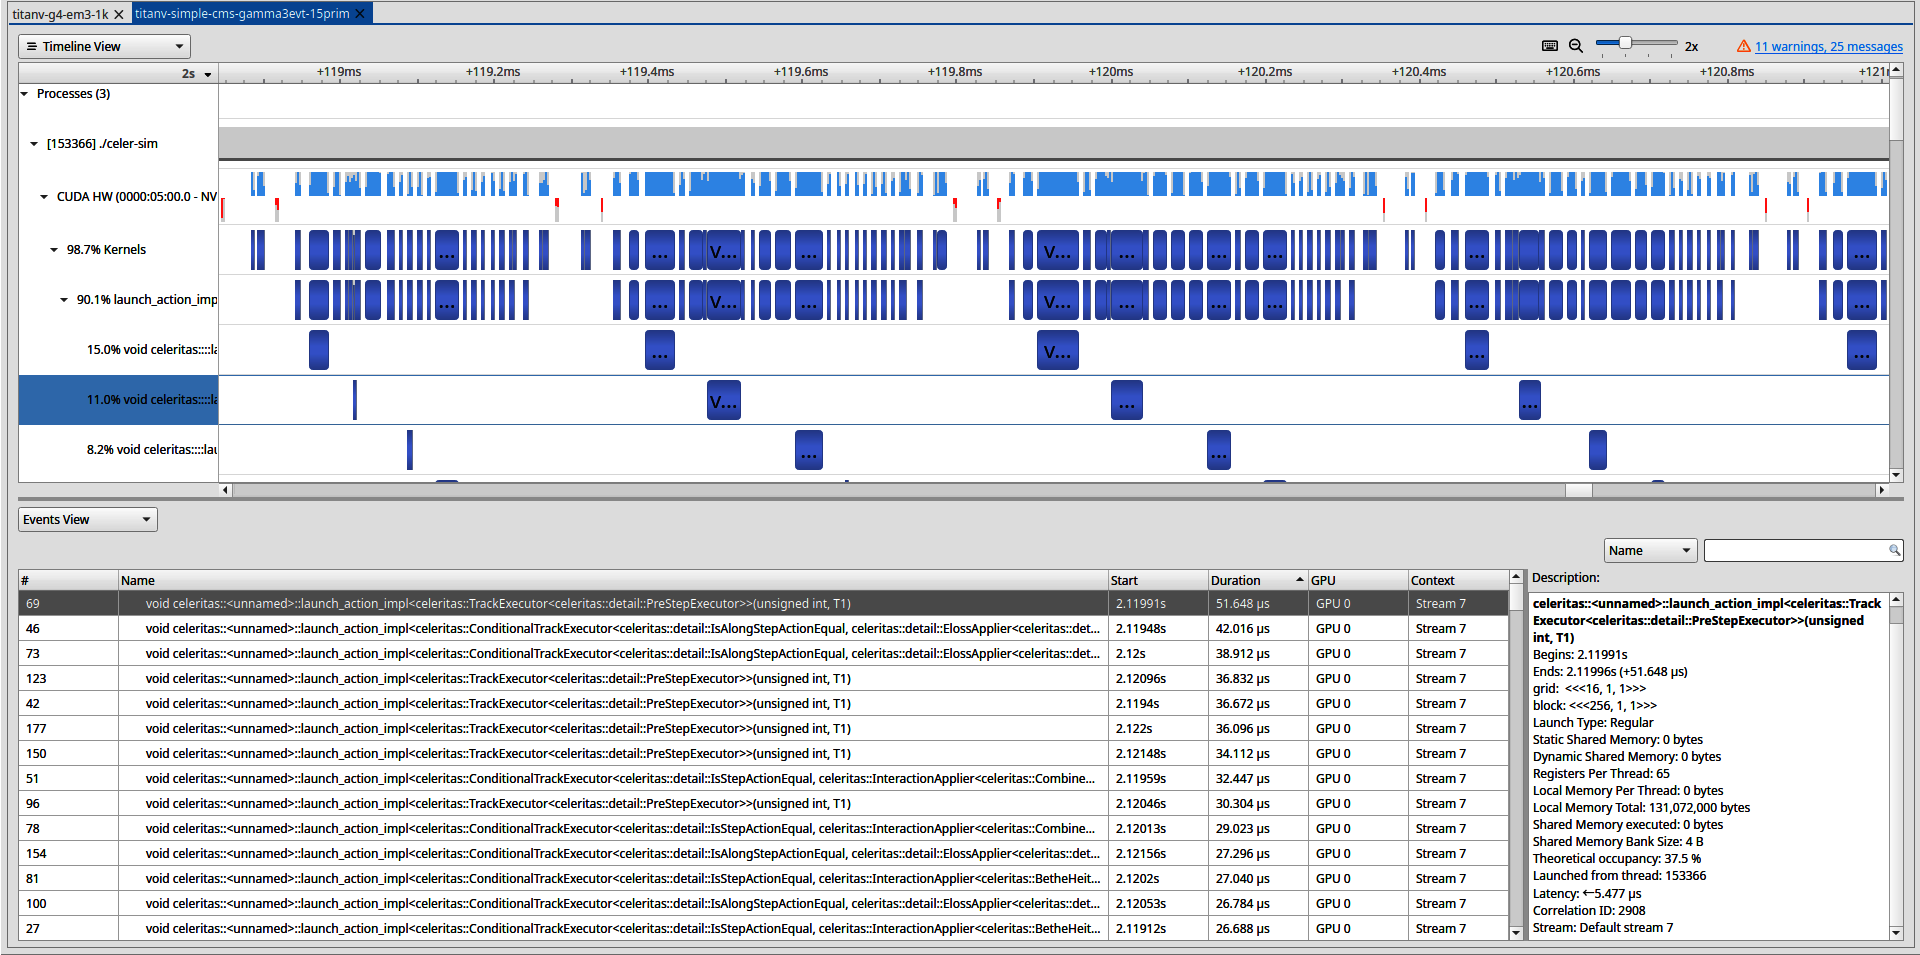 titanv-g4-em3-1k
titanv-simple-cms-gamma3evt-15prim
Timeline View
2x
11 warnings, 25 messages
2s
+119ms +119.2ms +119.4ms +119.6ms +119.8ms +120ms +120.2ms +120.4ms +120.6ms +120.8ms +121
Processes (3)
[153366] ./celer-sim
CUDA HW (0000:05:00.0 - NV
98.7% Kernels
V... ... ...
90.1% launch_action_imp
15.0% void celeritas::::la
11.0% void celeritas::::la
8.2% void celeritas::::lau
Events View
Name
# Name Start Duration GPU Context
69 void celeritas::<unnamed>::launch_action_impl<celeritas::TrackExecutor<celeritas::detail::PreStepExecutor>>(unsigned int, T1) 2.11991s 51.648 μs GPU 0 Stream 7
46 void celeritas::<unnamed>::launch_action_impl<celeritas::ConditionalTrackExecutor<celeritas::detail::IsAlongStepActionEqual, celeritas::detail::ElossApplier<celeritas::det... 2.11948s 42.016 μs GPU 0 Stream 7
73 void celeritas::<unnamed>::launch_action_impl<celeritas::ConditionalTrackExecutor<celeritas::detail::IsAlongStepActionEqual, celeritas::detail::ElossApplier<celeritas::det... 2.12s 38.912 μs GPU 0 Stream 7
123 void celeritas::<unnamed>::launch_action_impl<celeritas::TrackExecutor<celeritas::detail::PreStepExecutor>>(unsigned int, T1) 2.12096s 36.832 μs GPU 0 Stream 7
42 void celeritas::<unnamed>::launch_action_impl<celeritas::TrackExecutor<celeritas::detail::PreStepExecutor>>(unsigned int, T1) 2.1194s 36.672 μs GPU 0 Stream 7
177 void celeritas::<unnamed>::launch_action_impl<celeritas::TrackExecutor<celeritas::detail::PreStepExecutor>>(unsigned int, T1) 2.122s 36.096 μs GPU 0 Stream 7
150 void celeritas::<unnamed>::launch_action_impl<celeritas::TrackExecutor<celeritas::detail::PreStepExecutor>>(unsigned int, T1) 2.12148s 34.112 μs GPU 0 Stream 7
51 void celeritas::<unnamed>::launch_action_impl<celeritas::ConditionalTrackExecutor<celeritas::detail::IsStepActionEqual, celeritas::InteractionApplier<celeritas::Combine... 2.11959s 32.447 μs GPU 0 Stream 7
96 void celeritas::<unnamed>::launch_action_impl<celeritas::TrackExecutor<celeritas::detail::PreStepExecutor>>(unsigned int, T1) 2.12046s 30.304 μs GPU 0 Stream 7
78 void celeritas::<unnamed>::launch_action_impl<celeritas::ConditionalTrackExecutor<celeritas::detail::IsStepActionEqual, celeritas::InteractionApplier<celeritas::Combine... 2.12013s 29.023 μs GPU 0 Stream 7
154 void celeritas::<unnamed>::launch_action_impl<celeritas::ConditionalTrackExecutor<celeritas::detail::IsAlongStepActionEqual, celeritas::detail::ElossApplier<celeritas::det... 2.12156s 27.296 μs GPU 0 Stream 7
81 void celeritas::<unnamed>::launch_action_impl<celeritas::ConditionalTrackExecutor<celeritas::detail::IsStepActionEqual, celeritas::InteractionApplier<celeritas::BetheHeit... 2.1202s 27.040 μs GPU 0 Stream 7
100 void celeritas::<unnamed>::launch_action_impl<celeritas::ConditionalTrackExecutor<celeritas::detail::IsAlongStepActionEqual, celeritas::detail::ElossApplier<celeritas::det... 2.12053s 26.784 μs GPU 0 Stream 7
27 void celeritas::<unnamed>::launch_action_impl<celeritas::ConditionalTrackExecutor<celeritas::detail::IsStepActionEqual, celeritas::InteractionApplier<celeritas::BetheHeit... 2.11912s 26.688 μs GPU 0 Stream 7
Description:
celeritas::<unnamed>::launch_action_impl<celeritas::Track
Executor<celeritas::detail::PreStepExecutor>>(unsigned
int, T1)
Begins: 2.11991s
Ends: 2.11996s (+51.648 μs)
grid: <<<16, 1, 1>>>
block: <<<256, 1, 1>>>
Launch Type: Regular
Static Shared Memory: 0 bytes
Dynamic Shared Memory: 0 bytes
Registers Per Thread: 65
Local Memory Per Thread: 0 bytes
Local Memory Total: 131,072,000 bytes
Shared Memory executed: 0 bytes
Shared Memory Bank Size: 4 B
Theoretical occupancy: 37.5 %
Launched from thread: 153366
Latency: ←5.477 μs
Correlation ID: 2908
Stream: Default stream 7